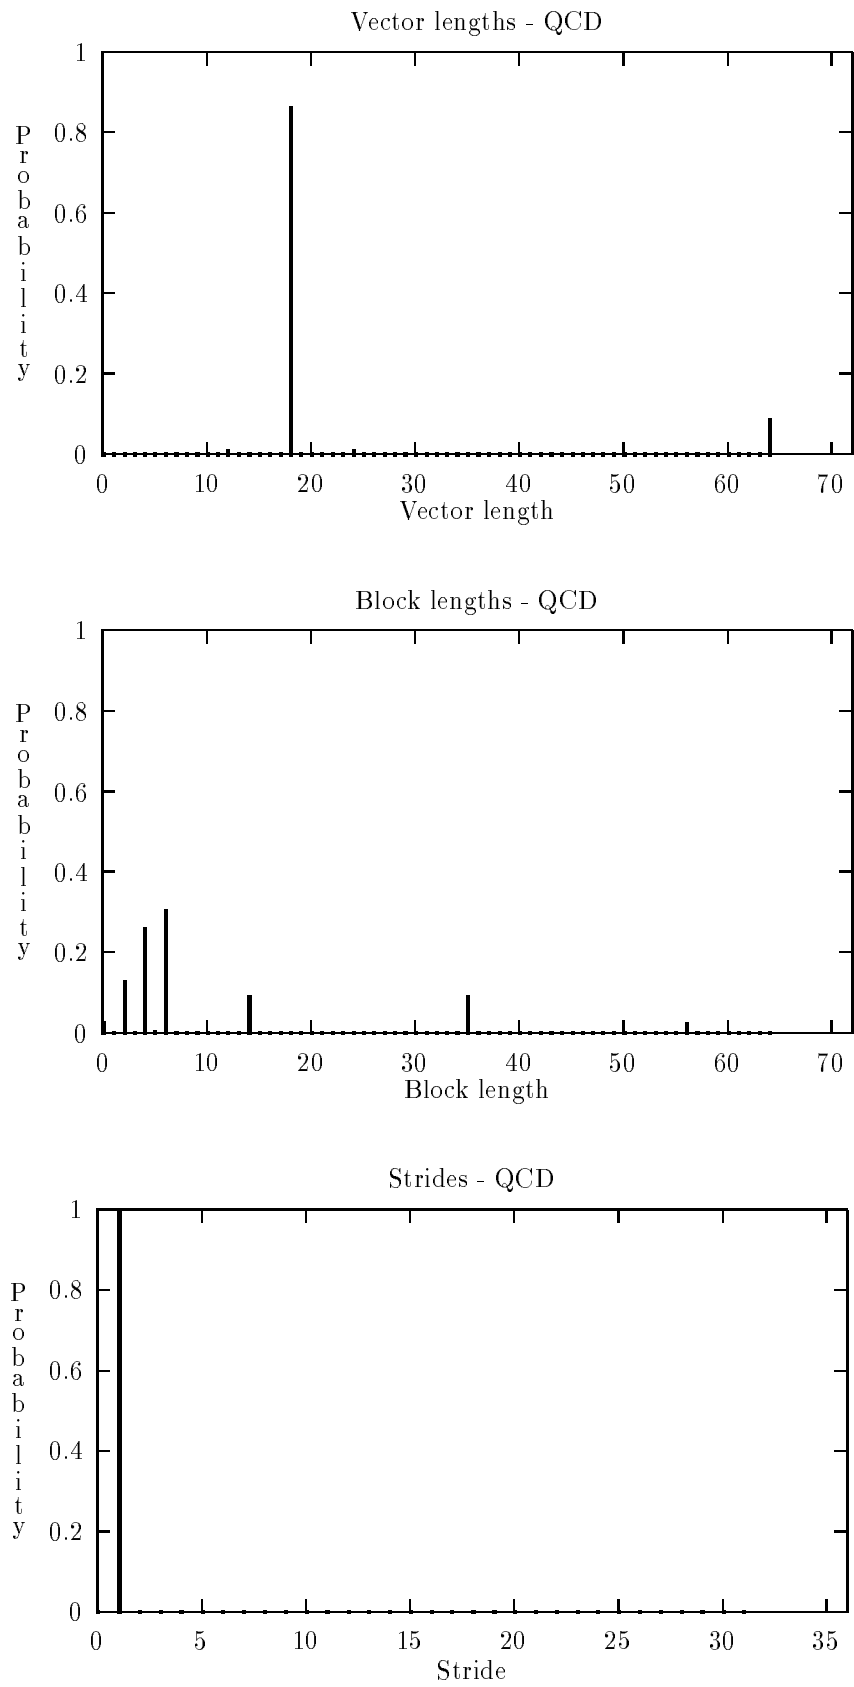 Vector lengths - QCD
1
0.8
0.6
0.4
0.2
0
Probability
0 10 20 30 40 50 60 70
Vector length
Block lengths - QCD
1
0.8
0.6
0.4
0.2
0
Probability
0 10 20 30 40 50 60 70
Block length
Strides - QCD
1
0.8
0.6
0.4
0.2
0
Probability
0 5 10 15 20 25 30 35
Stride